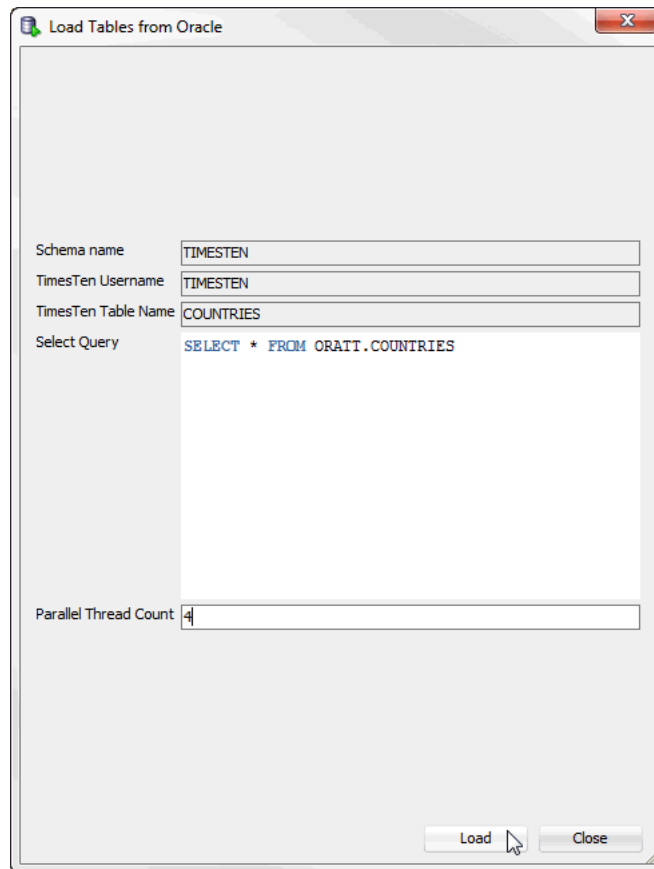 Load Tables from Oracle
Schema name TIMESTEN
TimesTen Username TIMESTEN
TimesTen Table Name COUNTRIES
Select Query SELECT * FROM ORATT.COUNTRIES
Parallel Thread Count 4
Load Close